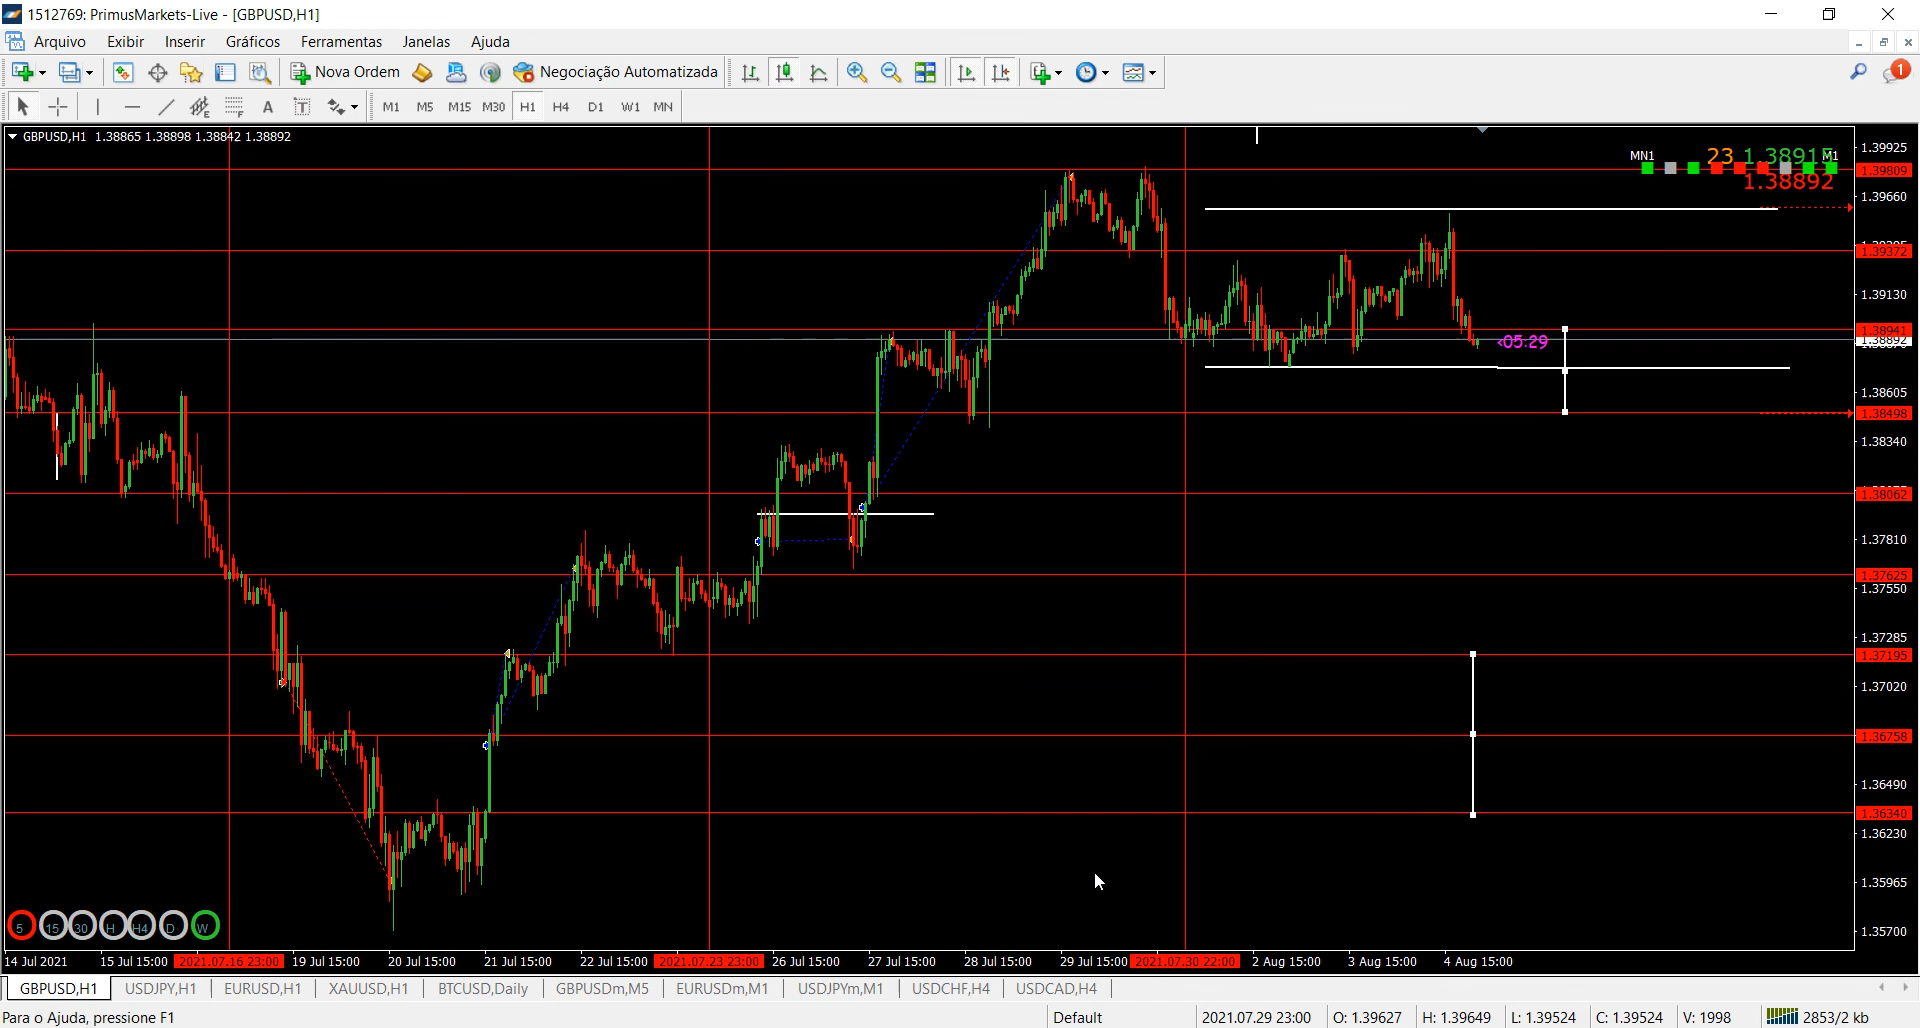 1512769: PrimusMarkets-Live - [GBPUSD,H1]
Arquivo Exibir Inserir Gráficos Ferramentas Janelas Ajuda
Nova Ordem Negociação Automatizada 1
A T M1 M5 M15 M30 H1 H4 D1 W1 MN
GBPUSD,H1 1.38865 1.38898 1.38842 1.38892
MN1 23 1.38915 M1
1.38892
<05:29
1.39925
1.39809
1.39660
1.39372
1.39130
1.38941
1.38892
1.38605
1.38498
1.38340
1.38062
1.37810
1.37625
1.37550
1.37285
1.37195
1.37020
1.36758
1.36490
1.36340
1.36230
1.35965
1.35700
5 15 30 H H4 D W
14 Jul 2021 15 Jul 15:00 2021.07.16 23:00 19 Jul 15:00 20 Jul 15:00 21 Jul 15:00 22 Jul 15:00 2021.07.23 23:00 26 Jul 15:00 27 Jul 15:00 28 Jul 15:00 29 Jul 15:00 2021.07.30 22:00 2 Aug 15:00 3 Aug 15:00 4 Aug 15:00
GBPUSD,H1 USDJPY,H1 EURUSD,H1 XAUUSD,H1 BTCUSD,Daily GBPUSDm,M5 EURUSDm,M1 USDJPYm,M1 USDCHF,H4 USDCAD,H4
Para o Ajuda, pressione F1 Default 2021.07.29 23:00 O: 1.39627 H: 1.39649 L: 1.39524 C: 1.39524 V: 1998 2853/2 kb